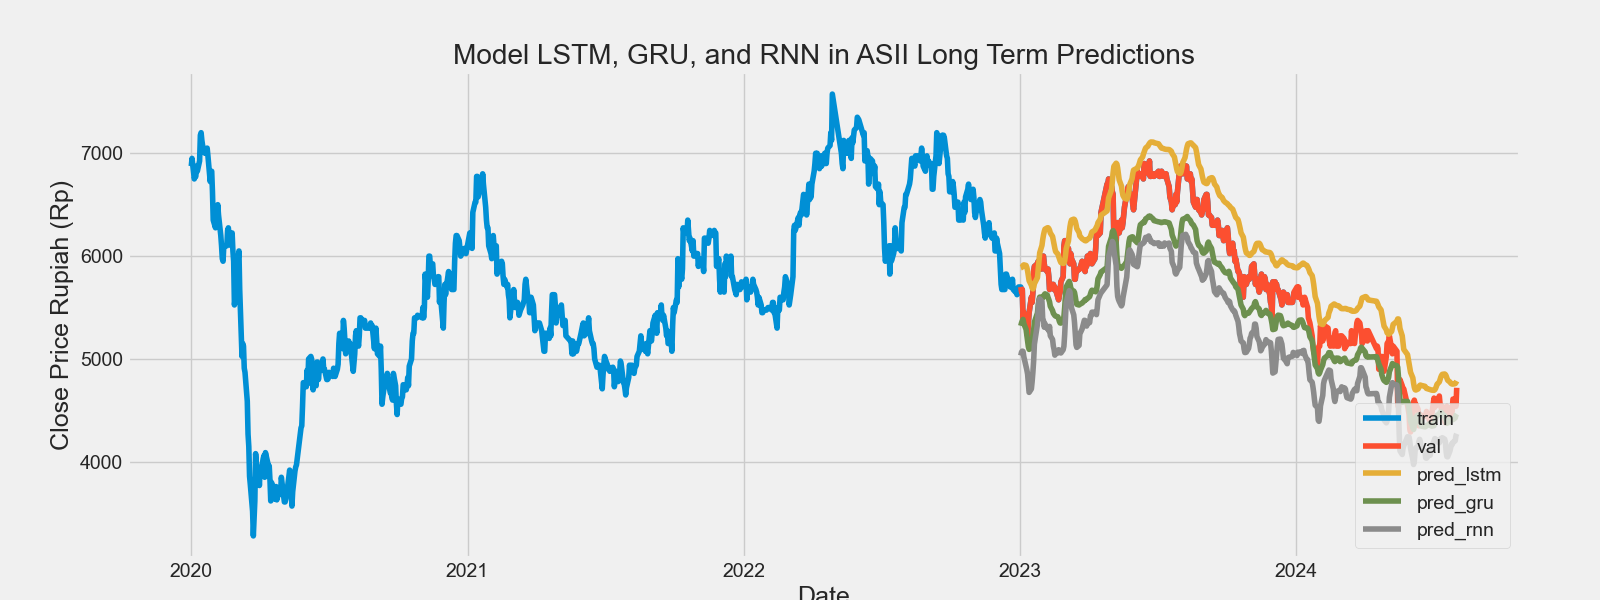 Model LSTM, GRU, and RNN in ASII Long Term Predictions
Close Price Rupiah (Rp)
7000
6000
5000
4000
2020
2021
2022
2023
2024
Date
train
val
pred_lstm
pred_gru
pred_rnn